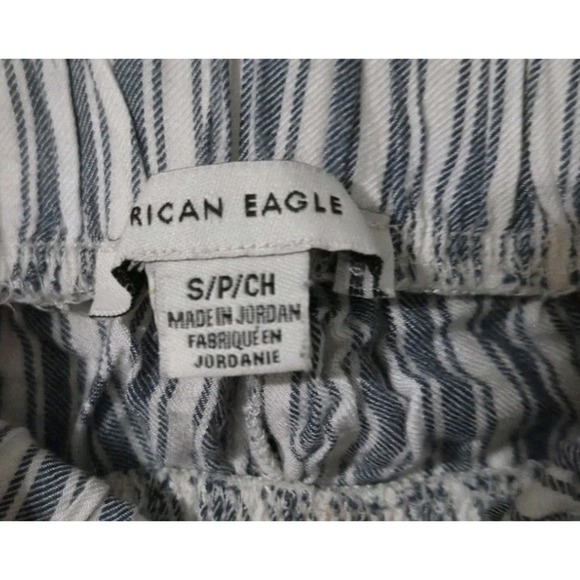 RICAN EAGLE
S/P/CH
MADE IN JORDAN
FABRIQUÉ EN
JORDANIE